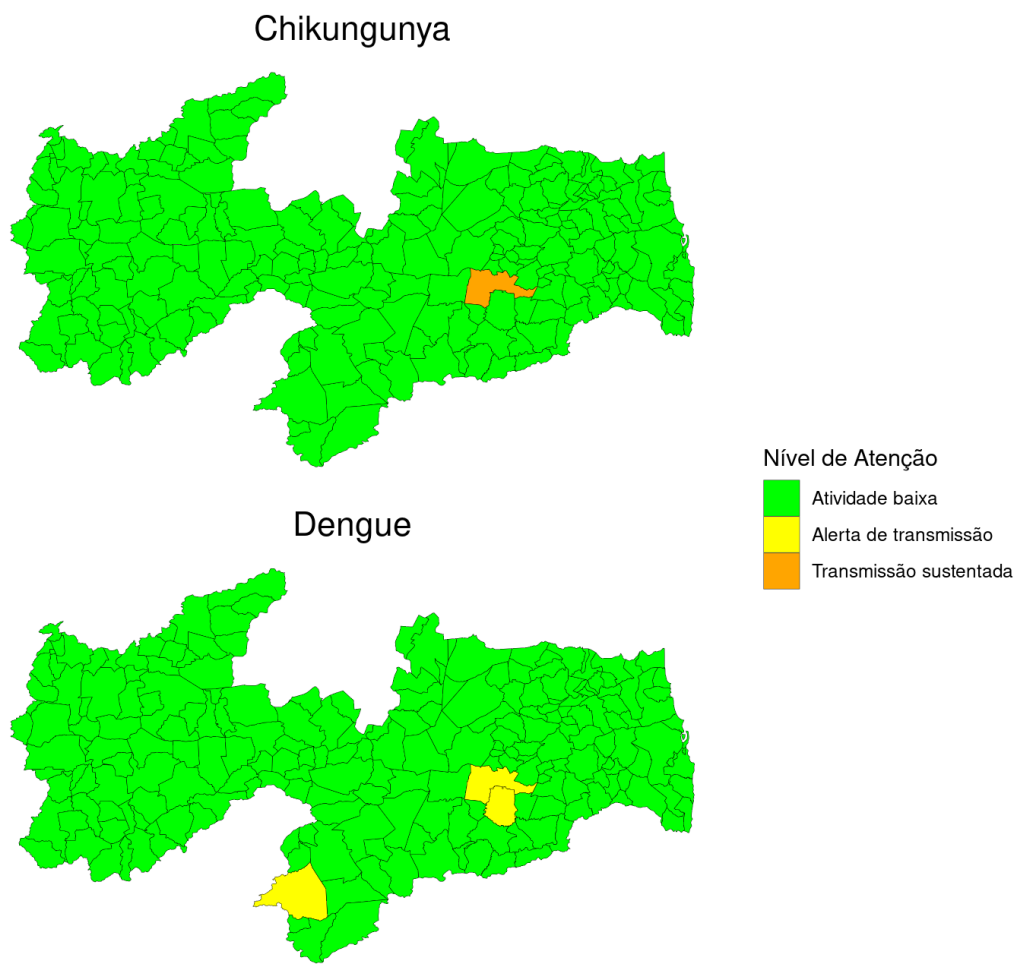 Chikungunya
Nível de Atenção
Atividade baixa
Alerta de transmissão
Transmissão sustentada
Dengue